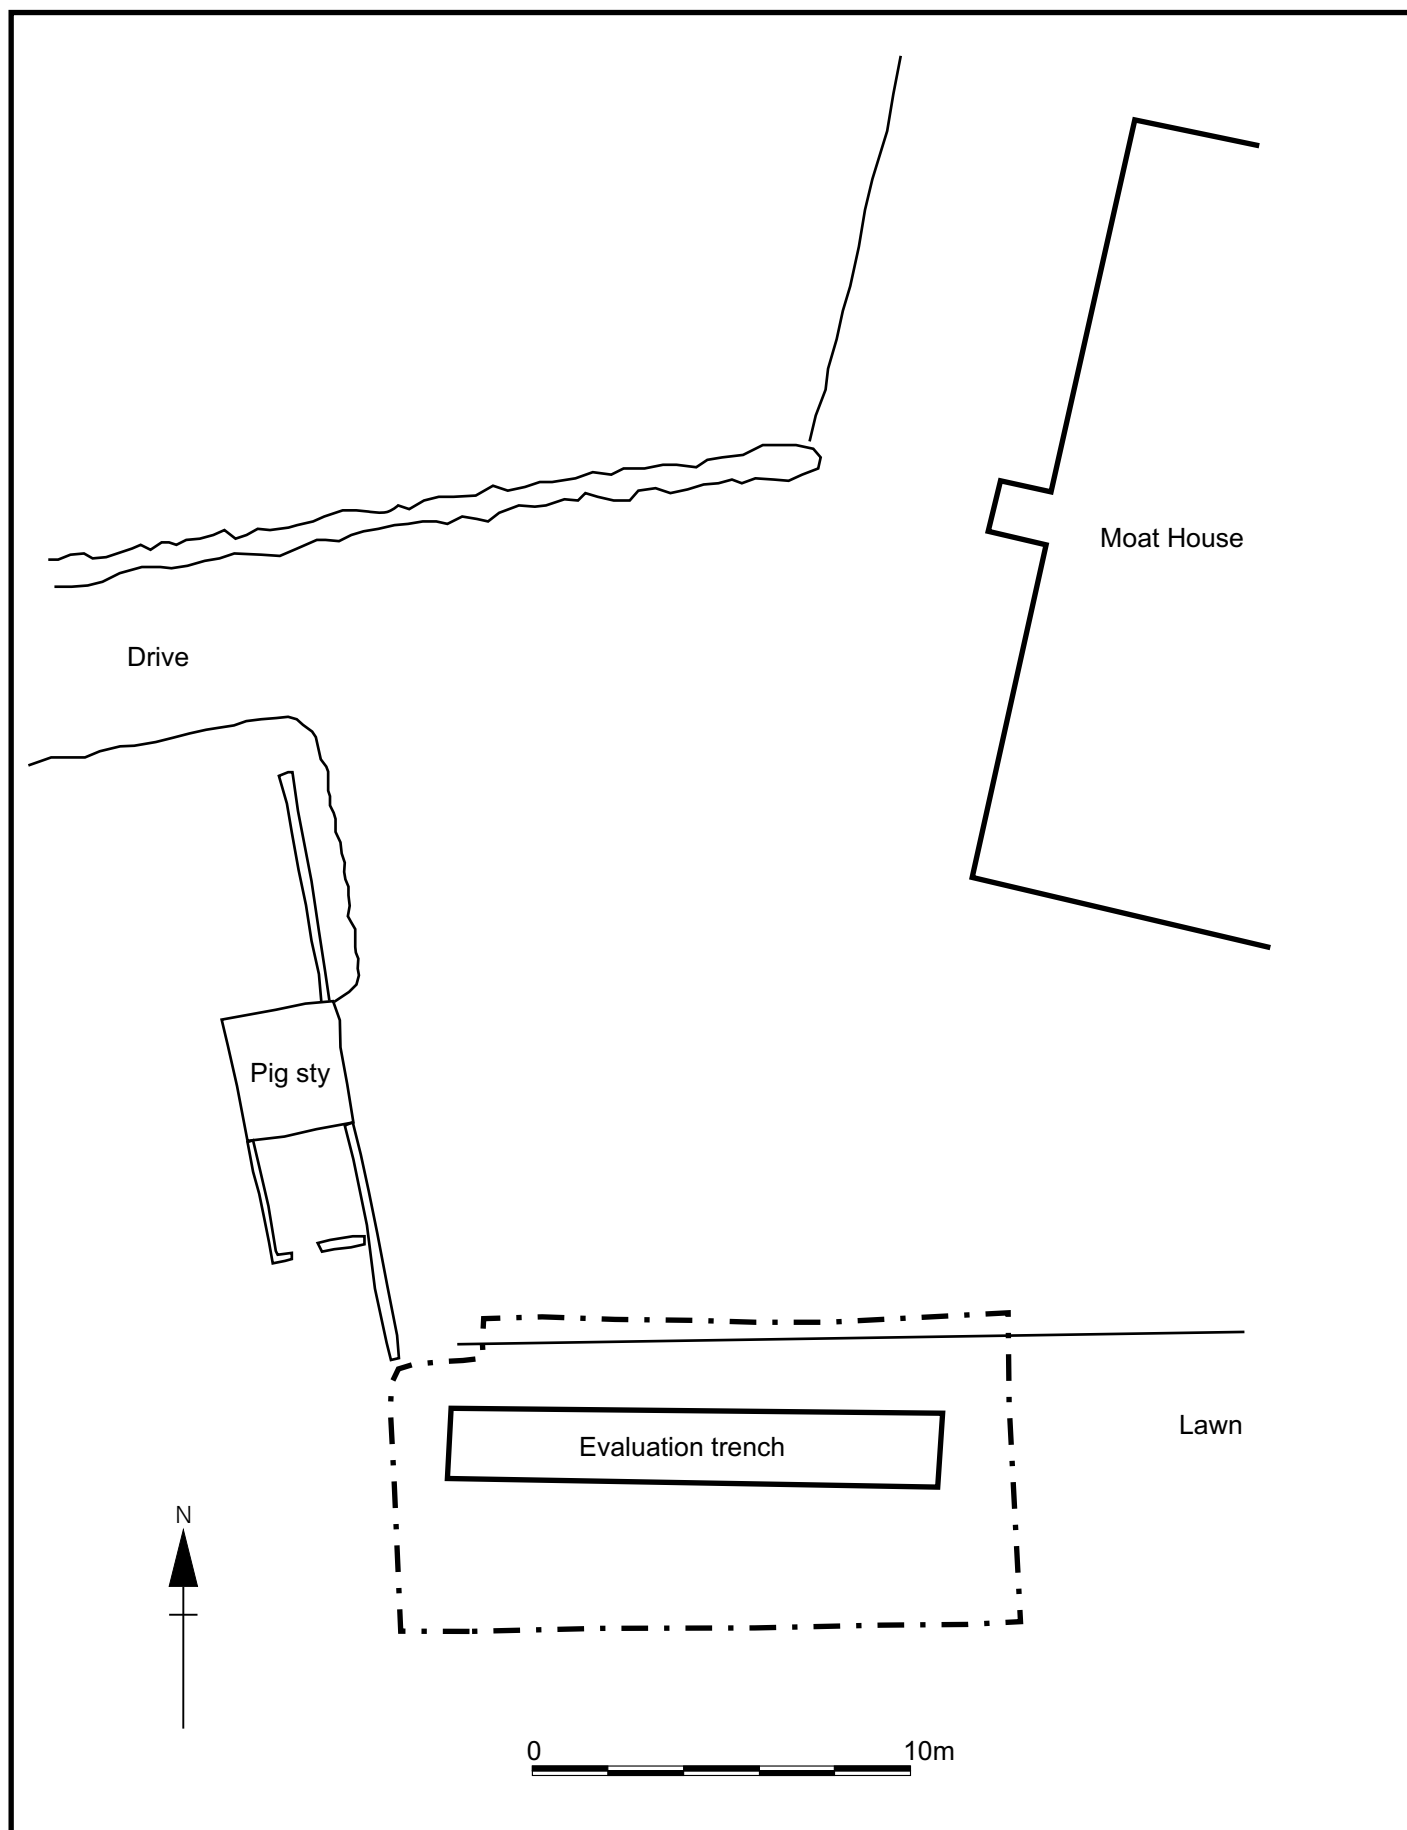 Moat House
Drive
Pig sty
Lawn
Evaluation trench
N
0 10m